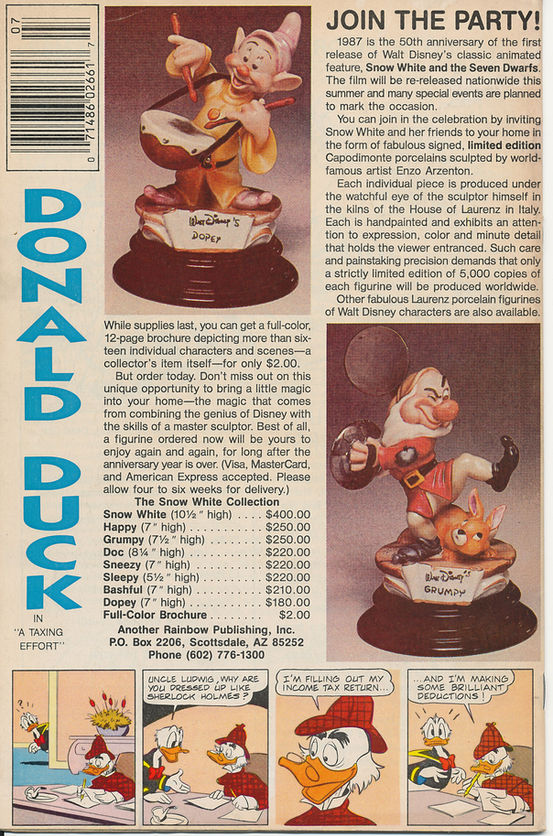 07
0 71486 02661 7
DONALD DUCK
IN
"A TAXING
EFFORT"
Walt Disney's
DOPEY
JOIN THE PARTY!
1987 is the 50th anniversary of the first
release of Walt Disney's classic animated
feature, Snow White and the Seven Dwarfs.
The film will be re-released nationwide this
summer and many special events are planned
to mark the occasion.
You can join in the celebration by inviting
Snow White and her friends to your home in
the form of fabulous signed, limited edition
Capodimonte porcelains sculpted by world-
famous artiste Enzo Arzenton.
Each individual piece is produced under
the watchful eye of the sculptor himself in
the kilns of the House of Laurenz in Italy.
Each is handpainted and exhibits an atten-
tion to expression, color and minute detail
that holds the viewer entranced. Such care
and painstaking precision demands that only
a strictly limited edition of 5,000 copies of
each figurine will be produced worldwide.
Other fabulous Laurenz porcelain figurines
of Walt Disney characters are also available.
While supplies last, you can get a full-color,
12-page brochure depicting more than six-
teen individual characters and scenes—a
collector's item itself—for only $2.00.
But order today. Don't miss out on this
unique opportunity to bring a little magic
into your home—the magic that comes
from combining the genius of Disney with
the skills of a master sculptor. Best of all,
a figurine ordered now will be yours to
enjoy again and again, for long after the
anniversary year is over. (Visa, MasterCard,
and American Express accepted. Please
allow four to six weeks for delivery.)
The Snow White Collection
Snow White (10½" high) . . . . $400.00
Happy (7" high) . . . . . . . . . . $250.00
Grumpy (7½" high) . . . . . . . $250.00
Doc (8¼" high) . . . . . . . . . . $220.00
Sneezy (7" high) . . . . . . . . . $220.00
Sleepy (5½" high) . . . . . . . . $220.00
Bashful (7" high) . . . . . . . . . $210.00
Dopey (7" high) . . . . . . . . . . $180.00
Full-Color Brochure . . . . . . . . $2.00
Another Rainbow Publishing, Inc.
P.O. Box 2206, Scottsdale, AZ 85252
Phone (602) 776-1300
Walt Disney's
GRUMPY
?!!
UNCLE LUDWIG, WHY ARE
YOU DRESSED UP LIKE
SHERLOCK HOLMES?
I'M FILLING OUT MY
INCOME TAX RETURN...
...AND I'M MAKING
SOME BRILLIANT
DEDUCTIONS!